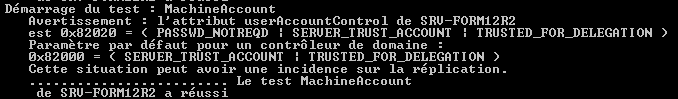 Démarrage du test : MachineAccount
Avertissement : l'attribut userAccountControl de SRV-FORM12R2
est 0x82020 = ( PASSWD_NOTREQD | SERVER_TRUST_ACCOUNT | TRUSTED_FOR_DELEGATION )
Paramètre par défaut pour un contrôleur de domaine :
0x82000 = ( SERVER_TRUST_ACCOUNT | TRUSTED_FOR_DELEGATION )
Cette situation peut avoir une incidence sur la réplication.
......................... Le test MachineAccount
de SRV-FORM12R2 a réussi